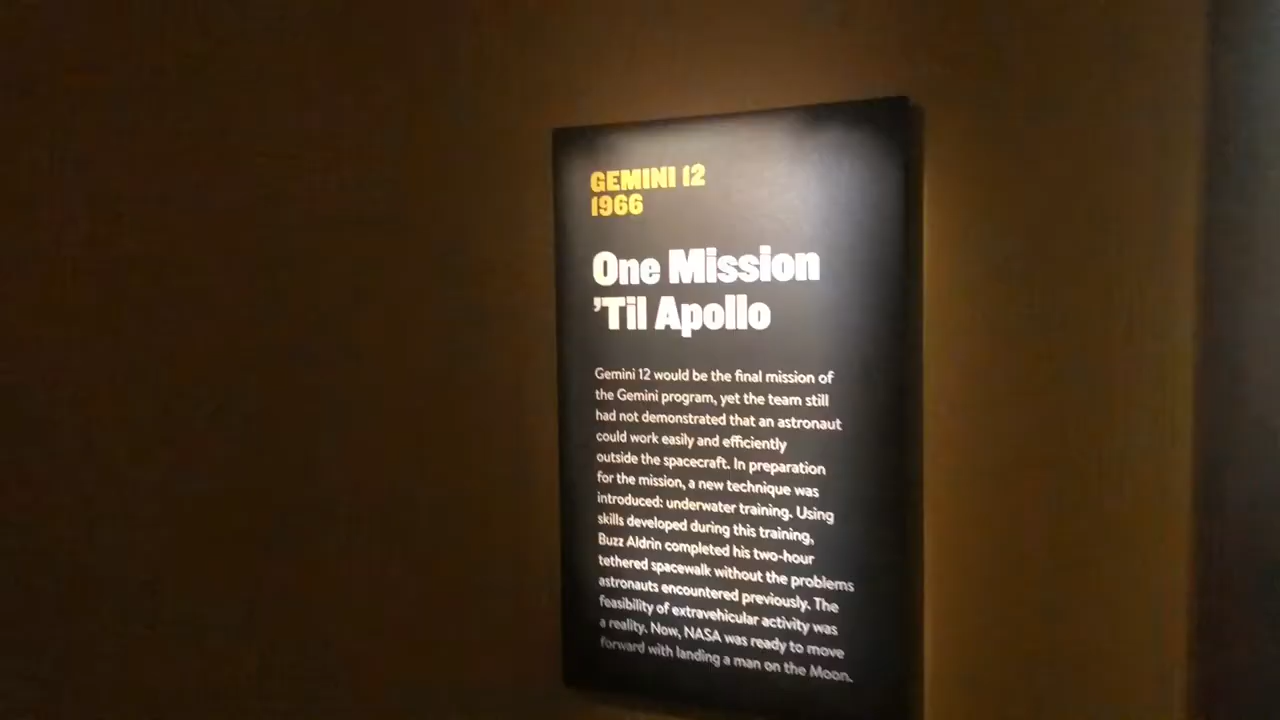 GEMINI 12
1966
One Mission
'Til Apollo
Gemini 12 would be the final mission of
the Gemini program, yet the team still
had not demonstrated that an astronaut
could work easily and efficiently
outside the spacecraft. In preparation
for the mission, a new technique was
introduced: underwater training. Using
skills developed during this training,
Buzz Aldrin completed his two-hour
tethered spacewalk without the problems
astronauts encountered previously. The
feasibility of extravehicular activity was
a reality. Now, NASA was ready to move
forward with landing a man on the Moon.